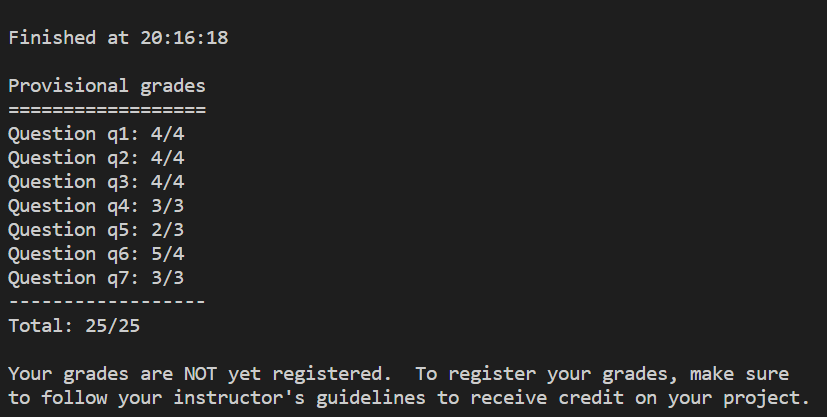 Finished at 20:16:18
Provisional grades
==================
Question q1: 4/4
Question q2: 4/4
Question q3: 4/4
Question q4: 3/3
Question q5: 2/3
Question q6: 5/4
Question q7: 3/3
------------------
Total: 25/25
Your grades are NOT yet registered.  To register your grades, make sure
to follow your instructor's guidelines to receive credit on your project.